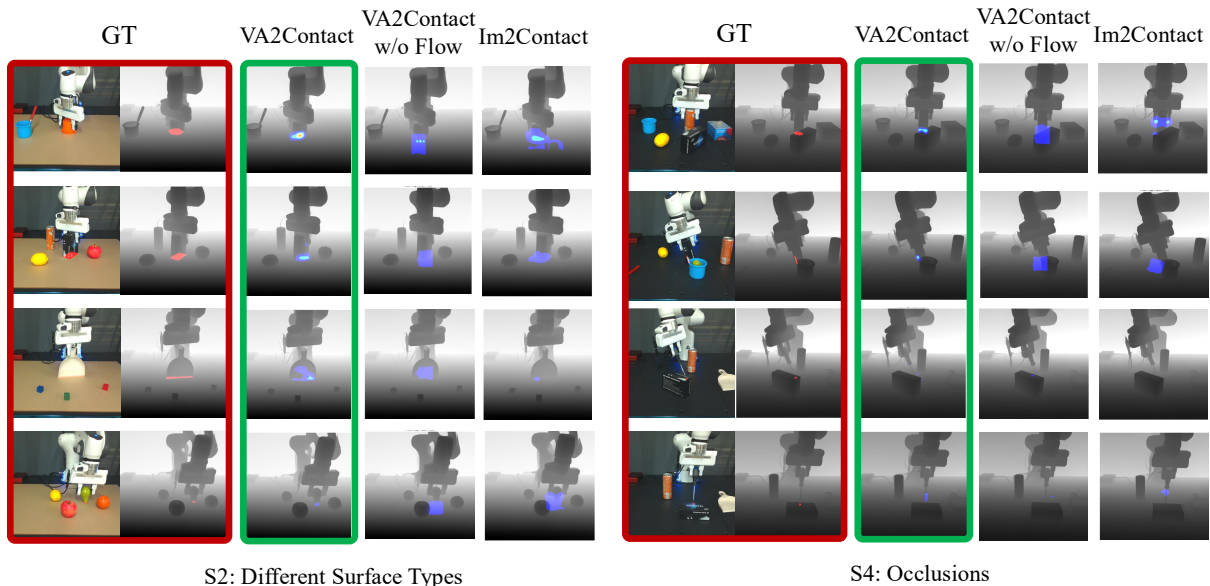 GT
VA2Contact
VA2Contact
w/o Flow
Im2Contact
GT
VA2Contact
VA2Contact
w/o Flow
Im2Contact
S2: Different Surface Types
S4: Occlusions